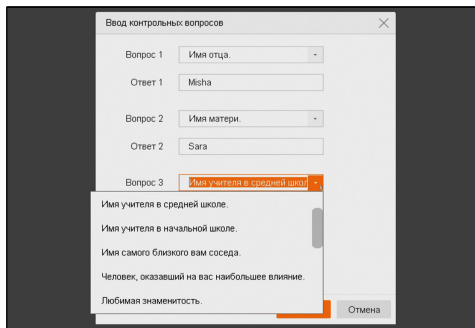 Ввод контрольных вопросов
Вопрос 1 Имя отца.
Ответ 1 Misha
Вопрос 2 Имя матери.
Ответ 2 Sara
Вопрос 3 Имя учителя в средней школ
Имя учителя в средней школе.
Имя учителя в начальной школе.
Имя самого близкого вам соседа.
Человек, оказавший на вас наибольшее влияние.
Любимая знаменитость.
Отмена